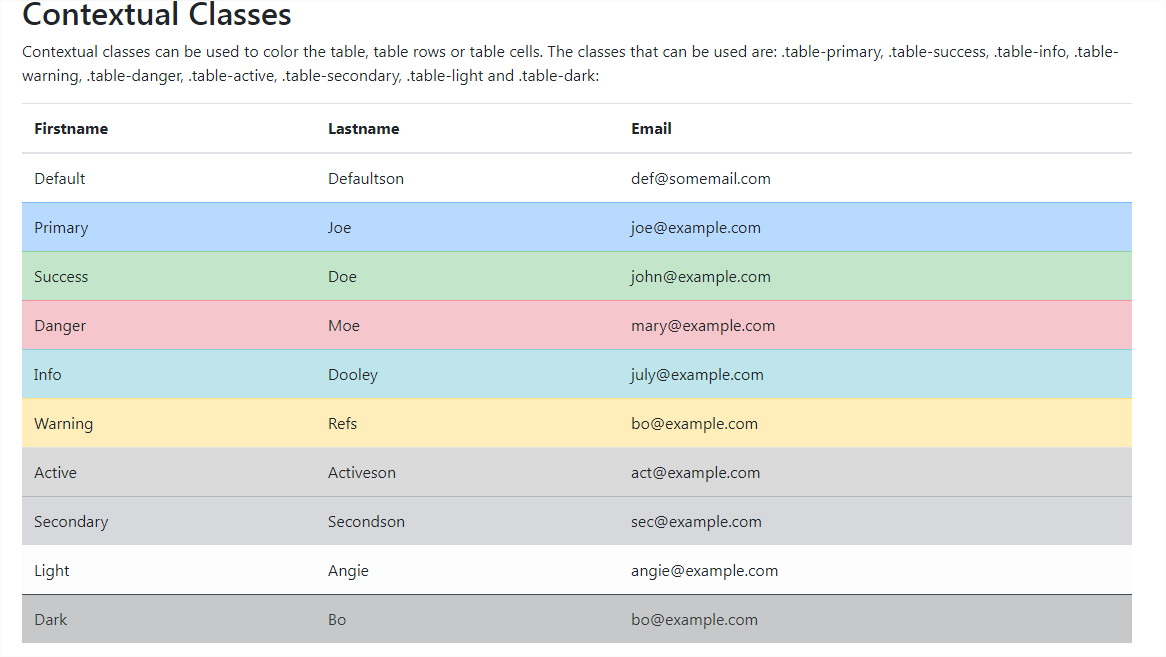 Contextual Classes
Contextual classes can be used to color the table, table rows or table cells. The classes that can be used are: .table-primary, .table-success, .table-info, .table-
warning, .table-danger, .table-active, .table-secondary, .table-light and .table-dark:
Firstname Lastname Email
Default Defaultson def@somemail.com
Primary Joe joe@example.com
Success Doe john@example.com
Danger Moe mary@example.com
Info Dooley july@example.com
Warning Refs bo@example.com
Active Activeson act@example.com
Secondary Secondson sec@example.com
Light Angie angie@example.com
Dark Bo bo@example.com